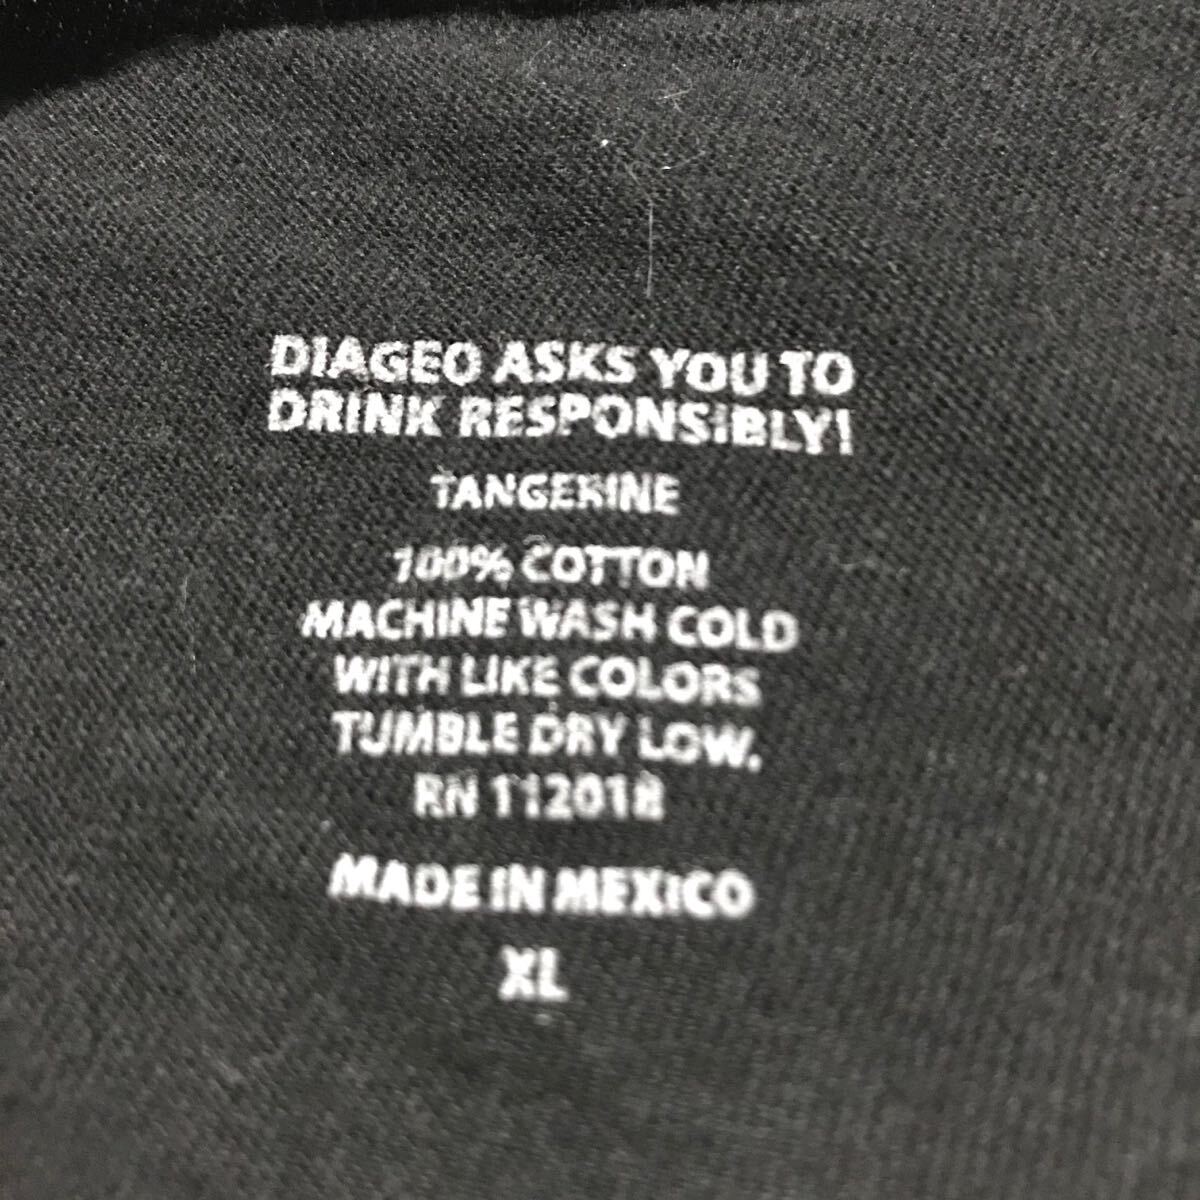 DIAGEO ASKS YOU TO
DRINK RESPONSIBLY!
TANGERINE
100% COTTON
MACHINE WASH COLD
WITH LIKE COLORS
TUMBLE DRY LOW.
RN 112018
MADE IN MEXICO
XL